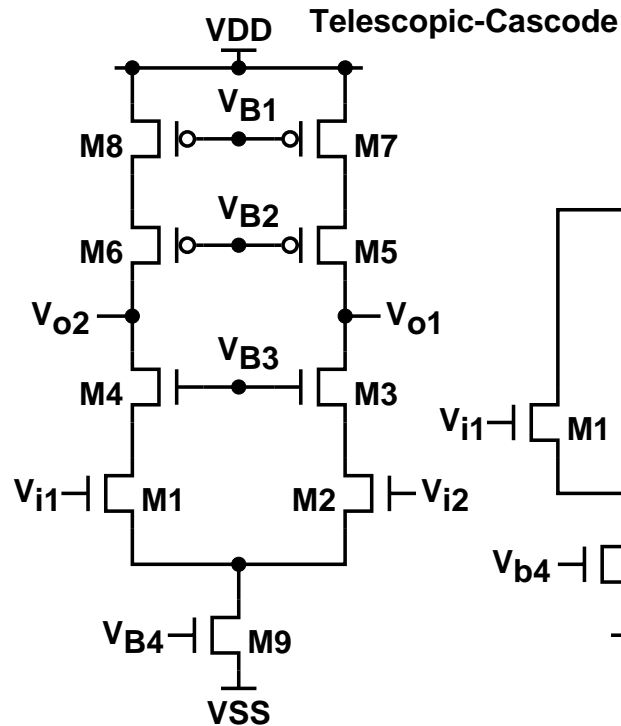 Telescopic-Cascode
VDD
VB1
M8 M7
VB2
M6 M5
Vo2 Vo1
VB3
M4 M3
Vi1 M1
Vi1 M1 M2 Vi2
Vb4
VB4 M9
VSS